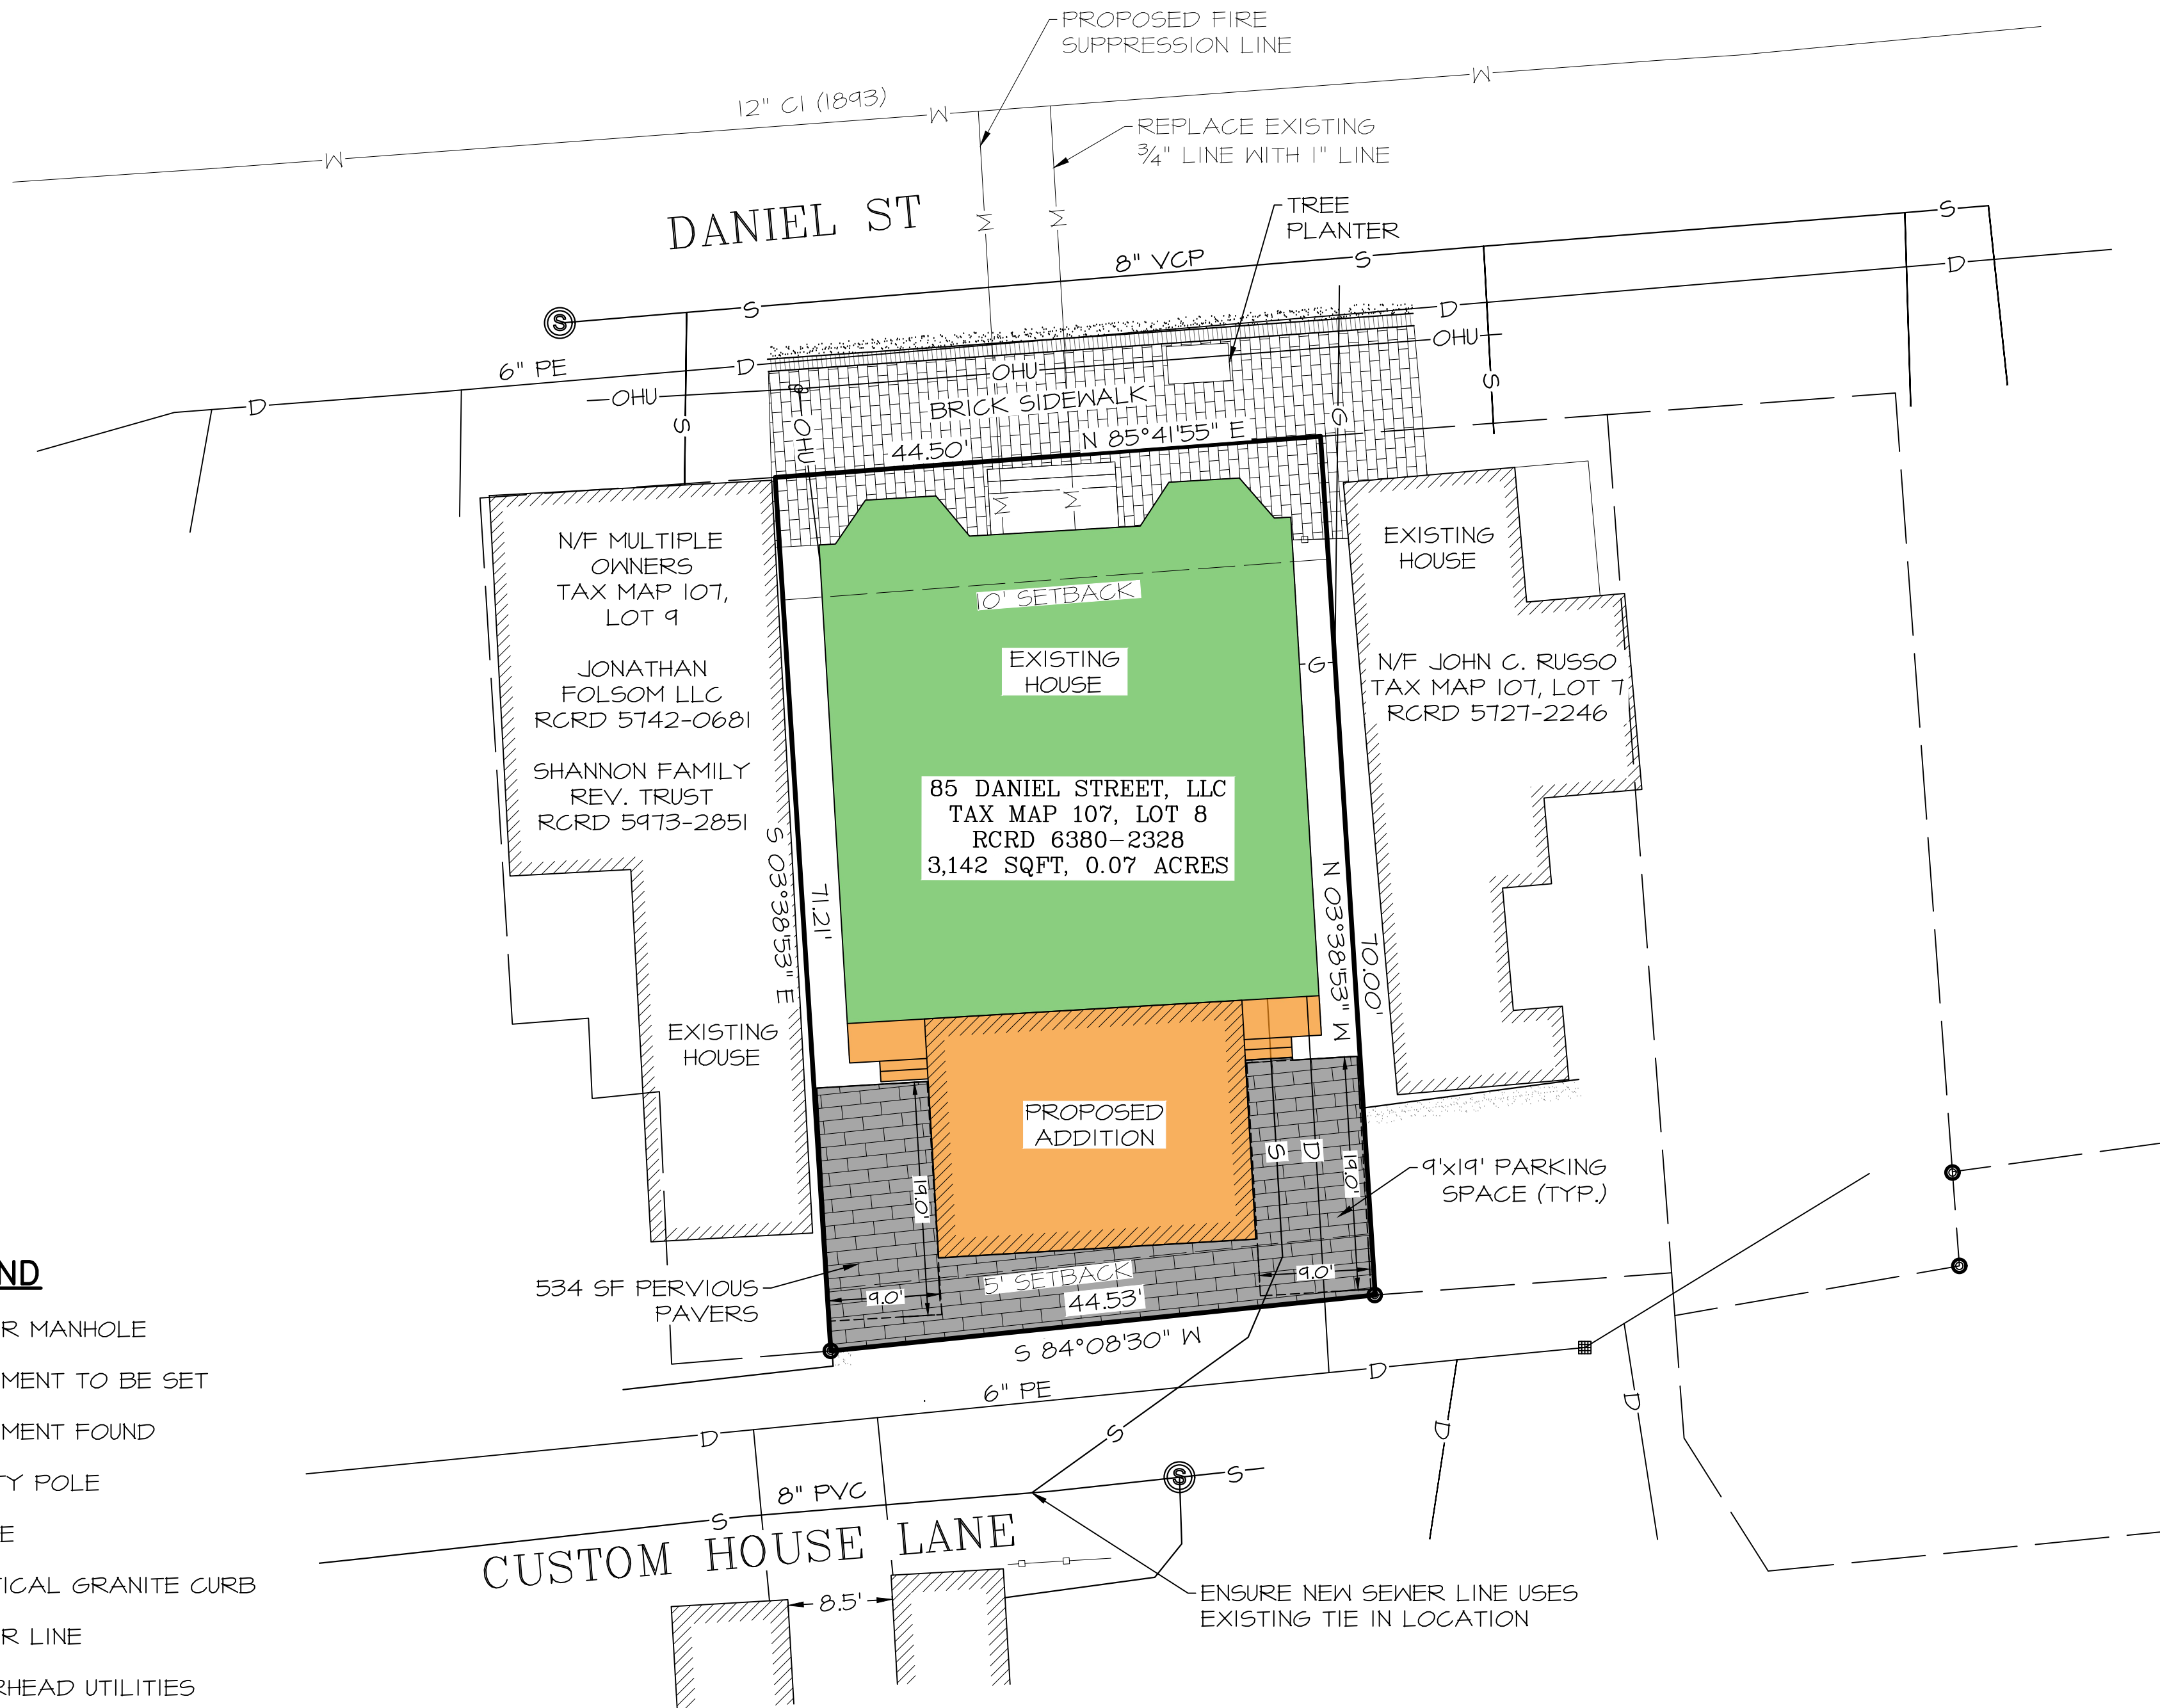 PROPOSED FIRE
SUPPRESSION LINE
W
12" CI (1893)
W
W
REPLACE EXISTING
3/4" LINE WITH 1" LINE
DANIEL ST
W
W
TREE
PLANTER
8" VCP
S
S
S
S
D
D
D
D
6" PE
OHU
OHU
OHU
OHU
BRICK SIDEWALK
S
S
G
44.50'
N 85°41'55" E
W
W
N/F MULTIPLE
OWNERS
TAX MAP 107,
LOT 9
JONATHAN
FOLSOM LLC
RCRD 5742-0681
SHANNON FAMILY
REV. TRUST
RCRD 5973-2851
EXISTING
HOUSE
10' SETBACK
EXISTING
HOUSE
G
EXISTING
HOUSE
N/F JOHN C. RUSSO
TAX MAP 107, LOT 7
RCRD 5727-2246
85 DANIEL STREET, LLC
TAX MAP 107, LOT 8
RCRD 6380-2328
3,142 SQFT, 0.07 ACRES
S 03°38'53" E
71.21'
N 03°38'53" W
70.00'
PROPOSED
ADDITION
S
D
19.0'
19.0'
9'x19' PARKING
SPACE (TYP.)
534 SF PERVIOUS
PAVERS
9.0'
5' SETBACK
9.0'
44.53'
S 84°08'30" W
6" PE
D
D
D
D
S
8" PVC
S
S
S
CUSTOM HOUSE LANE
8.5'
ENSURE NEW SEWER LINE USES
EXISTING TIE IN LOCATION
ND
R MANHOLE
MENT TO BE SET
MENT FOUND
TY POLE
E
TICAL GRANITE CURB
R LINE
RHEAD UTILITIES